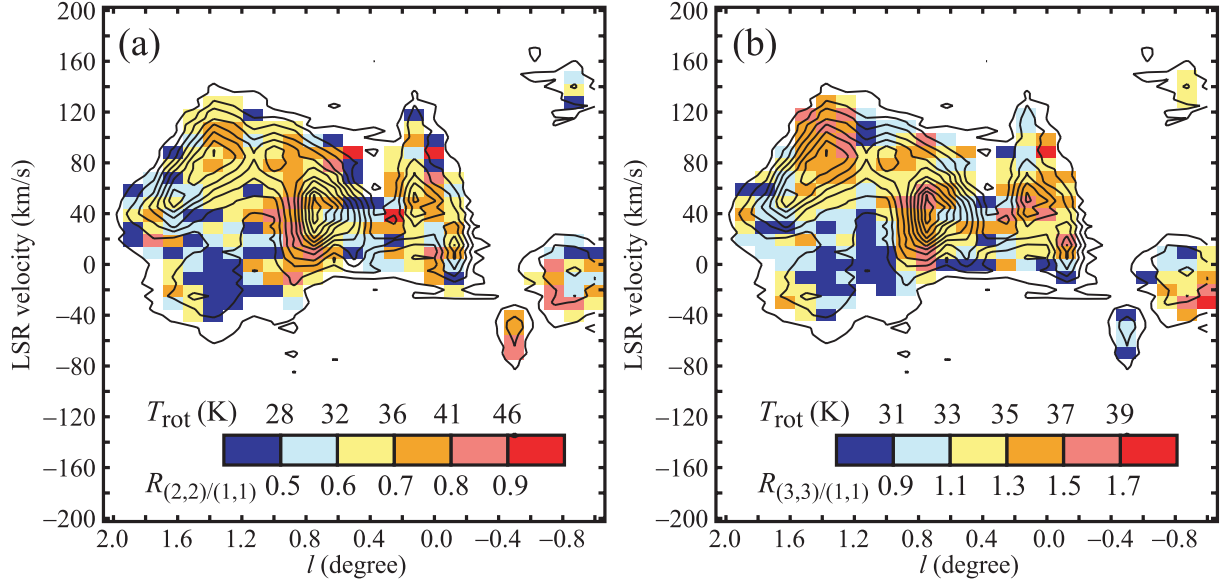 (a)
200
160
120
80
40
0
−40
−80
−120
−160
−200
LSR velocity (km/s)
T rot (K) 28 32 36 41 46
R (2,2)/(1,1) 0.5 0.6 0.7 0.8 0.9
2.0 1.6 1.2 0.8 0.4 0.0 −0.4 −0.8
l (degree)
(b)
200
160
120
80
40
0
−40
−80
−120
−160
−200
LSR velocity (km/s)
T rot (K) 31 33 35 37 39
R (3,3)/(1,1) 0.9 1.1 1.3 1.5 1.7
2.0 1.6 1.2 0.8 0.4 0.0 −0.4 −0.8
l (degree)